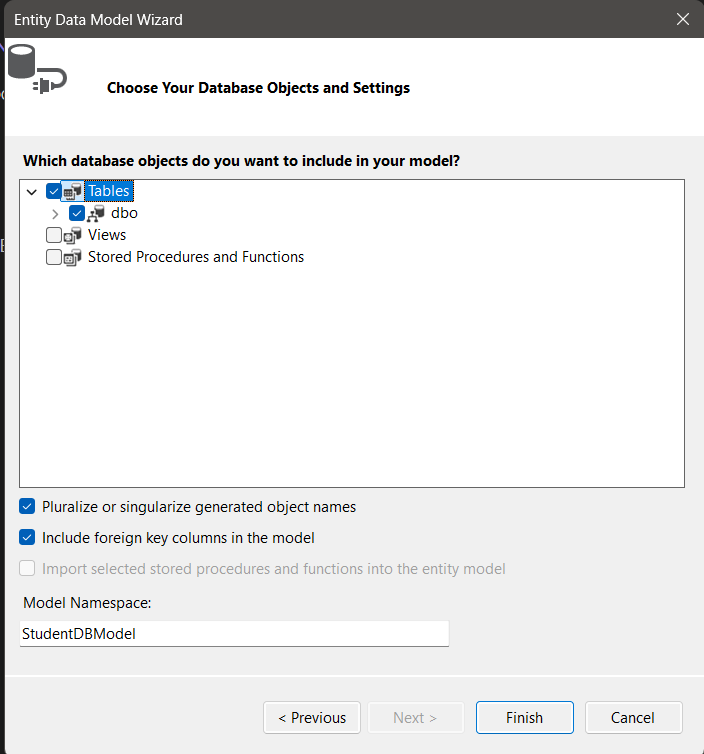 Entity Data Model Wizard
Choose Your Database Objects and Settings
Which database objects do you want to include in your model?
Tables
dbo
Views
Stored Procedures and Functions
Pluralize or singularize generated object names
Include foreign key columns in the model
Import selected stored procedures and functions into the entity model
Model Namespace:
StudentDBModel
< Previous Next > Finish Cancel